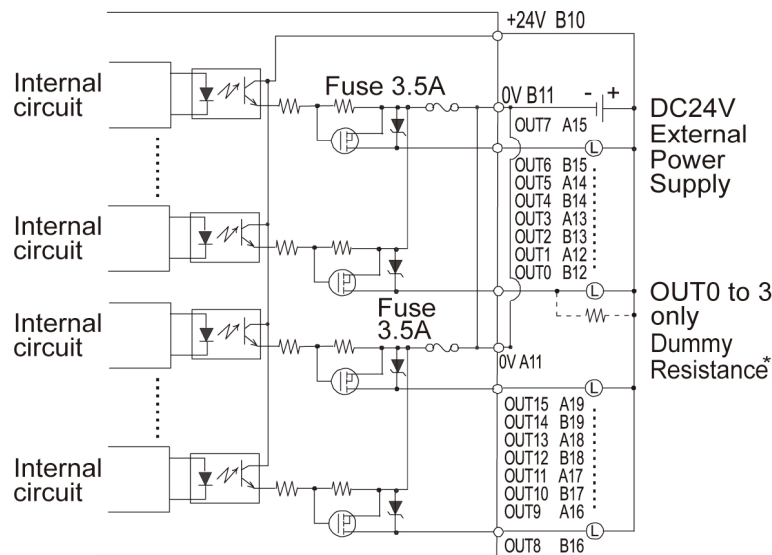 +24V B10
Internal
circuit
Fuse 3.5A
0V B11
- +
OUT7 A15
L
DC24V
External
Power
Supply
OUT6 B15
OUT5 A14
OUT4 B14
OUT3 A13
OUT2 B13
OUT1 A12
OUT0 B12
Internal
circuit
L
OUT0 to 3
only
Dummy
Resistance*
Internal
circuit
Fuse
3.5A
0V A11
L
OUT15 A19
OUT14 B19
OUT13 A18
OUT12 B18
OUT11 A17
OUT10 B17
OUT9 A16
Internal
circuit
L
OUT8 B16